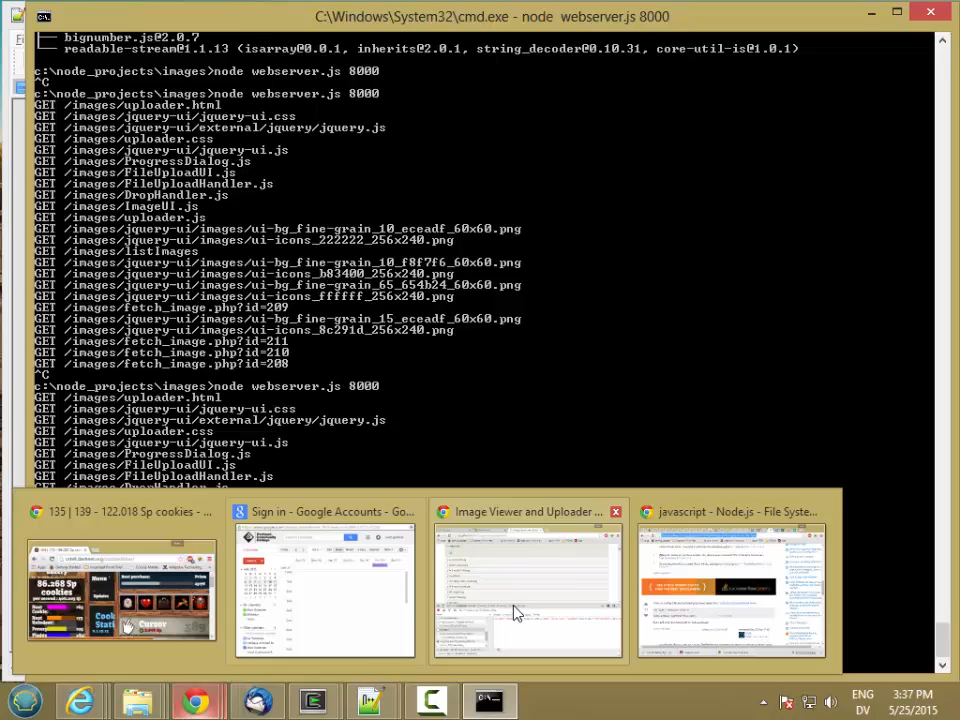 C:\Windows\System32\cmd.exe - node  webserver.js 8000
bignumber.js@2.0.7
readable-stream@1.1.13 (isarray@0.0.1, inherits@2.0.1, string_decoder@0.10.31, core-util-is@1.0.1)
c:\node_projects\images>node webserver.js 8000
^C
c:\node_projects\images>node webserver.js 8000
GET /images/uploader.html
GET /images/jquery-ui/jquery-ui.css
GET /images/jquery-ui/external/jquery/jquery.js
GET /images/uploader.css
GET /images/jquery-ui/jquery-ui.js
GET /images/ProgressDialog.js
GET /images/FileUploadUI.js
GET /images/FileUploadHandler.js
GET /images/DropHandler.js
GET /images/ImageUI.js
GET /images/uploader.js
GET /images/jquery-ui/images/ui-bg_fine-grain_10_eceadf_60x60.png
GET /images/jquery-ui/images/ui-icons_222222_256x240.png
GET /images/listImages
GET /images/jquery-ui/images/ui-bg_fine-grain_10_f8f7f6_60x60.png
GET /images/jquery-ui/images/ui-icons_b83400_256x240.png
GET /images/jquery-ui/images/ui-bg_fine-grain_65_654b24_60x60.png
GET /images/jquery-ui/images/ui-icons_ffffff_256x240.png
GET /images/fetch_image.php?id=209
GET /images/jquery-ui/images/ui-bg_fine-grain_15_eceadf_60x60.png
GET /images/jquery-ui/images/ui-icons_8c291d_256x240.png
GET /images/fetch_image.php?id=211
GET /images/fetch_image.php?id=210
GET /images/fetch_image.php?id=208
^C
c:\node_projects\images>node webserver.js 8000
GET /images/uploader.html
GET /images/jquery-ui/jquery-ui.css
GET /images/jquery-ui/external/jquery/jquery.js
GET /images/uploader.css
GET /images/jquery-ui/jquery-ui.js
GET /images/ProgressDialog.js
GET /images/FileUploadUI.js
GET /images/FileUploadHandler.js
GET /images/DropHandler.js
135 | 139 - 122.018 Sp cookies - ...
Sign in - Google Accounts - Go...
Image Viewer and Uploader ...
javascript - Node.js - File Syste...
86.268 Sp
cookies
Menu
Cursor
ENG
DV
3:37 PM
5/25/2015